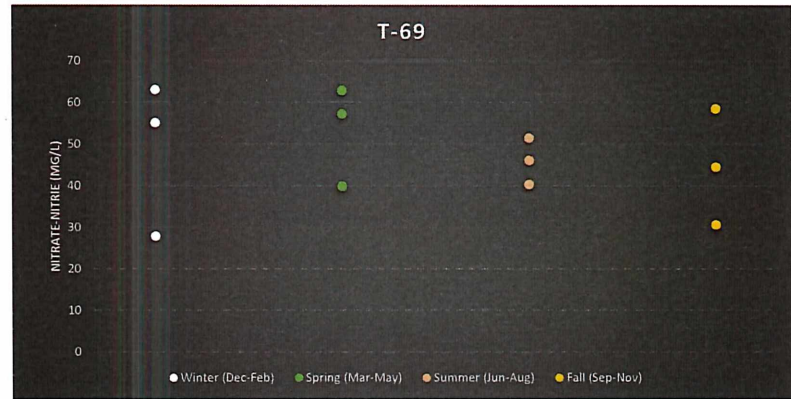 T-69
70
60
50
40
30
20
10
0
NITRATE-NITRIE (MG/L)
Winter (Dec-Feb) Spring (Mar-May) Summer (Jun-Aug) Fall (Sep-Nov)